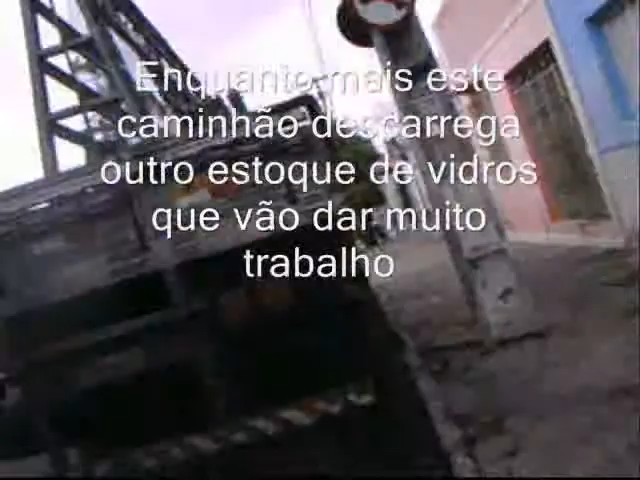 Enquanto mais este
caminhão descarrega
outro estoque de vidros
que vão dar muito
trabalho